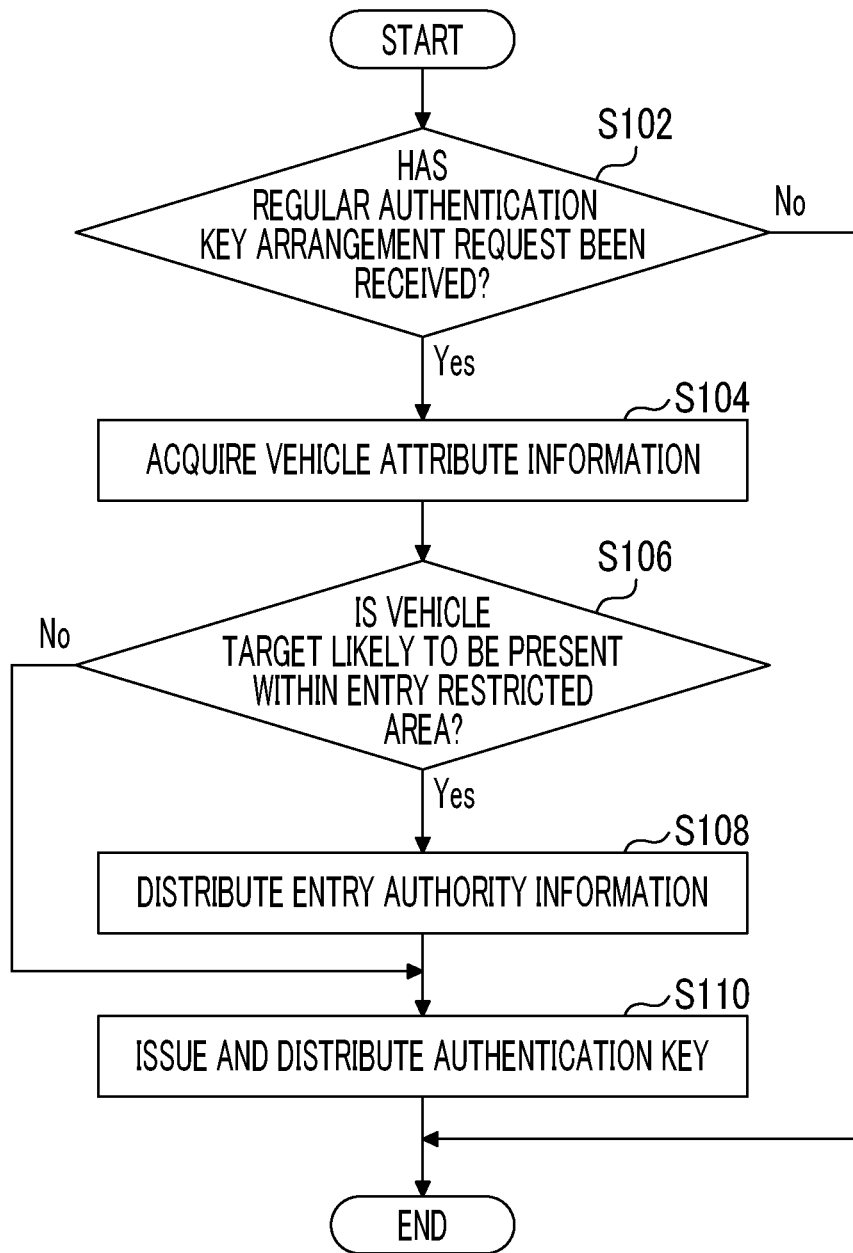 START
S102
HAS
REGULAR AUTHENTICATION
KEY ARRANGEMENT REQUEST BEEN
RECEIVED?
No
Yes
S104
ACQUIRE VEHICLE ATTRIBUTE INFORMATION
S106
IS VEHICLE
TARGET LIKELY TO BE PRESENT
WITHIN ENTRY RESTRICTED
AREA?
No
Yes
S108
DISTRIBUTE ENTRY AUTHORITY INFORMATION
S110
ISSUE AND DISTRIBUTE AUTHENTICATION KEY
END